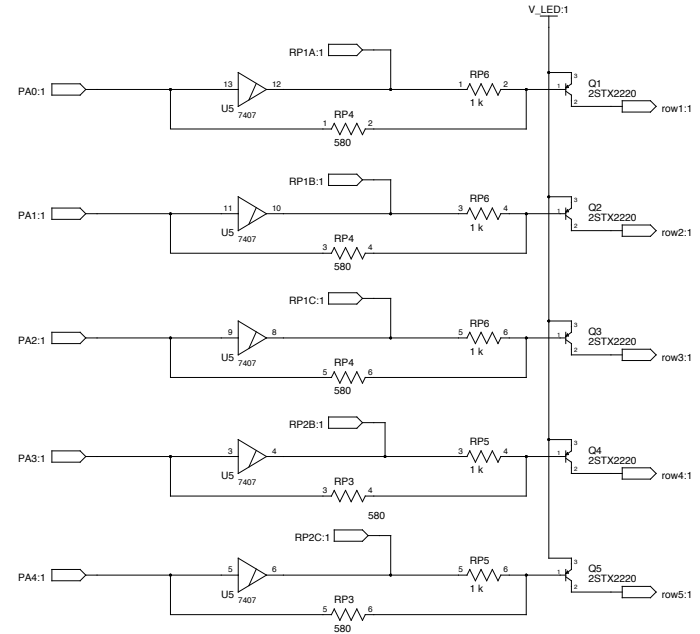 V_LED:1
RP1A:1
PA0:1
13
12
U5
7407
1
RP6
2
1 k
1
RP4
2
580
3
1
2
Q1
2STX2220
row1:1
RP1B:1
PA1:1
11
10
U5
7407
3
RP6
4
1 k
3
RP4
4
580
3
1
2
Q2
2STX2220
row2:1
RP1C:1
PA2:1
9
8
U5
7407
5
RP6
6
1 k
5
RP4
6
580
3
1
2
Q3
2STX2220
row3:1
RP2B:1
PA3:1
3
4
U5
7407
3
RP5
4
1 k
3
RP3
4
580
3
1
2
Q4
2STX2220
row4:1
RP2C:1
PA4:1
5
6
U5
7407
5
RP5
6
1 k
5
RP3
6
580
3
1
2
Q5
2STX2220
row5:1